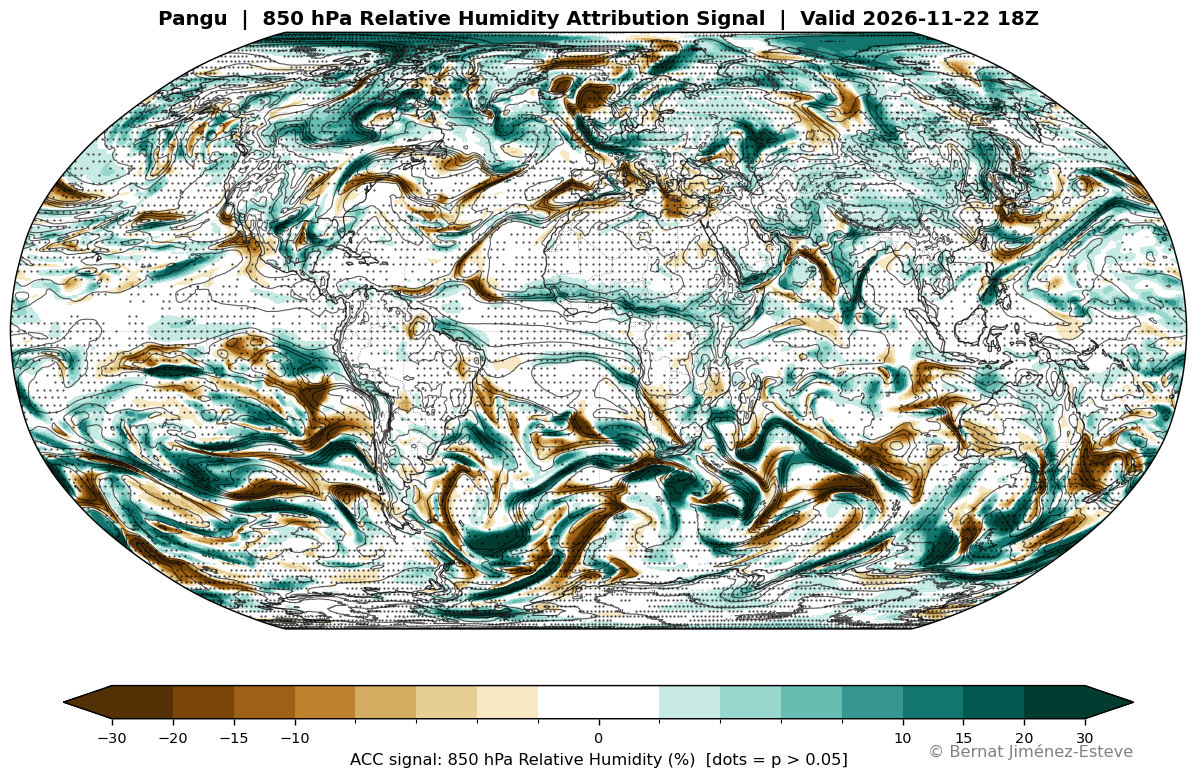 Pangu | 850 hPa Relative Humidity Attribution Signal | Valid 2026-11-22 18Z
−30 −20 −15 −10 0 10 15 20 30
© Bernat Jiménez-Esteve
ACC signal: 850 hPa Relative Humidity (%) [dots = p > 0.05]